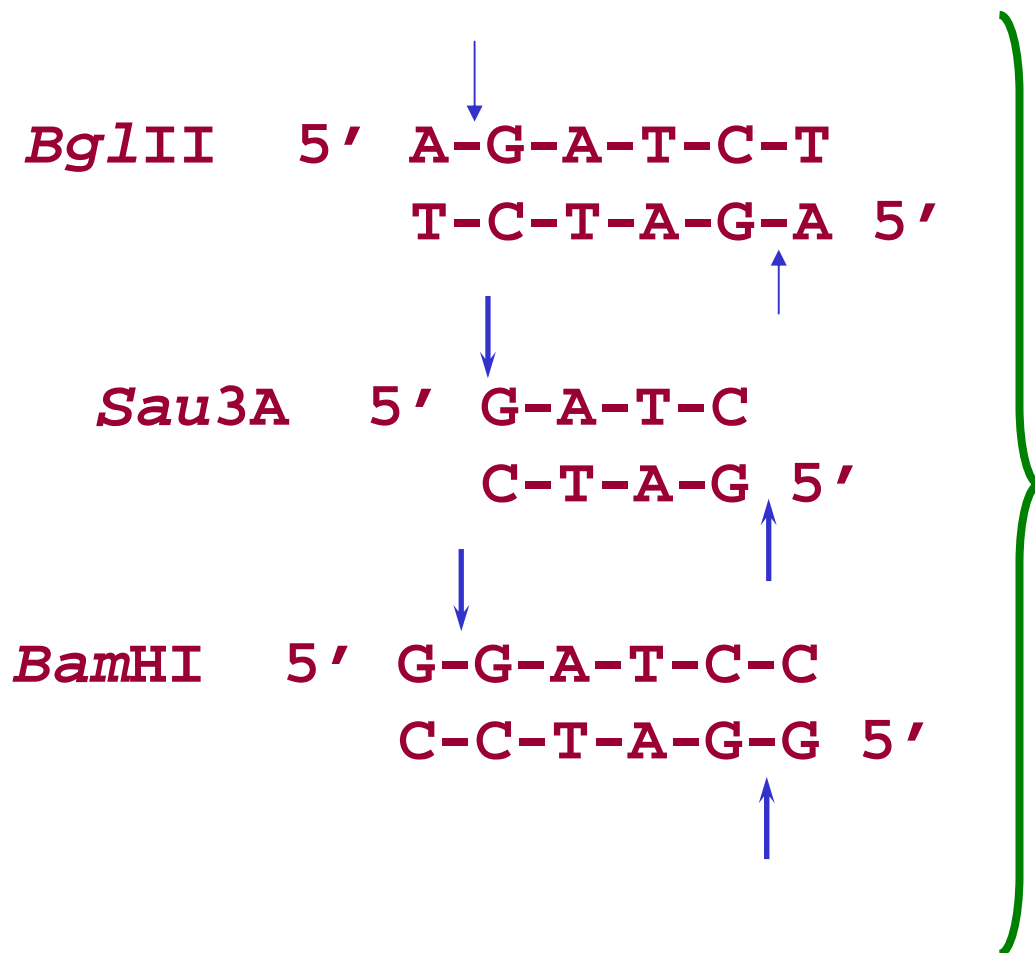 BglII 5’ A-G-A-T-C-T
T-C-T-A-G-A 5’
Sau3A 5’ G-A-T-C
C-T-A-G 5’
BamHI 5’ G-G-A-T-C-C
C-C-T-A-G-G 5’